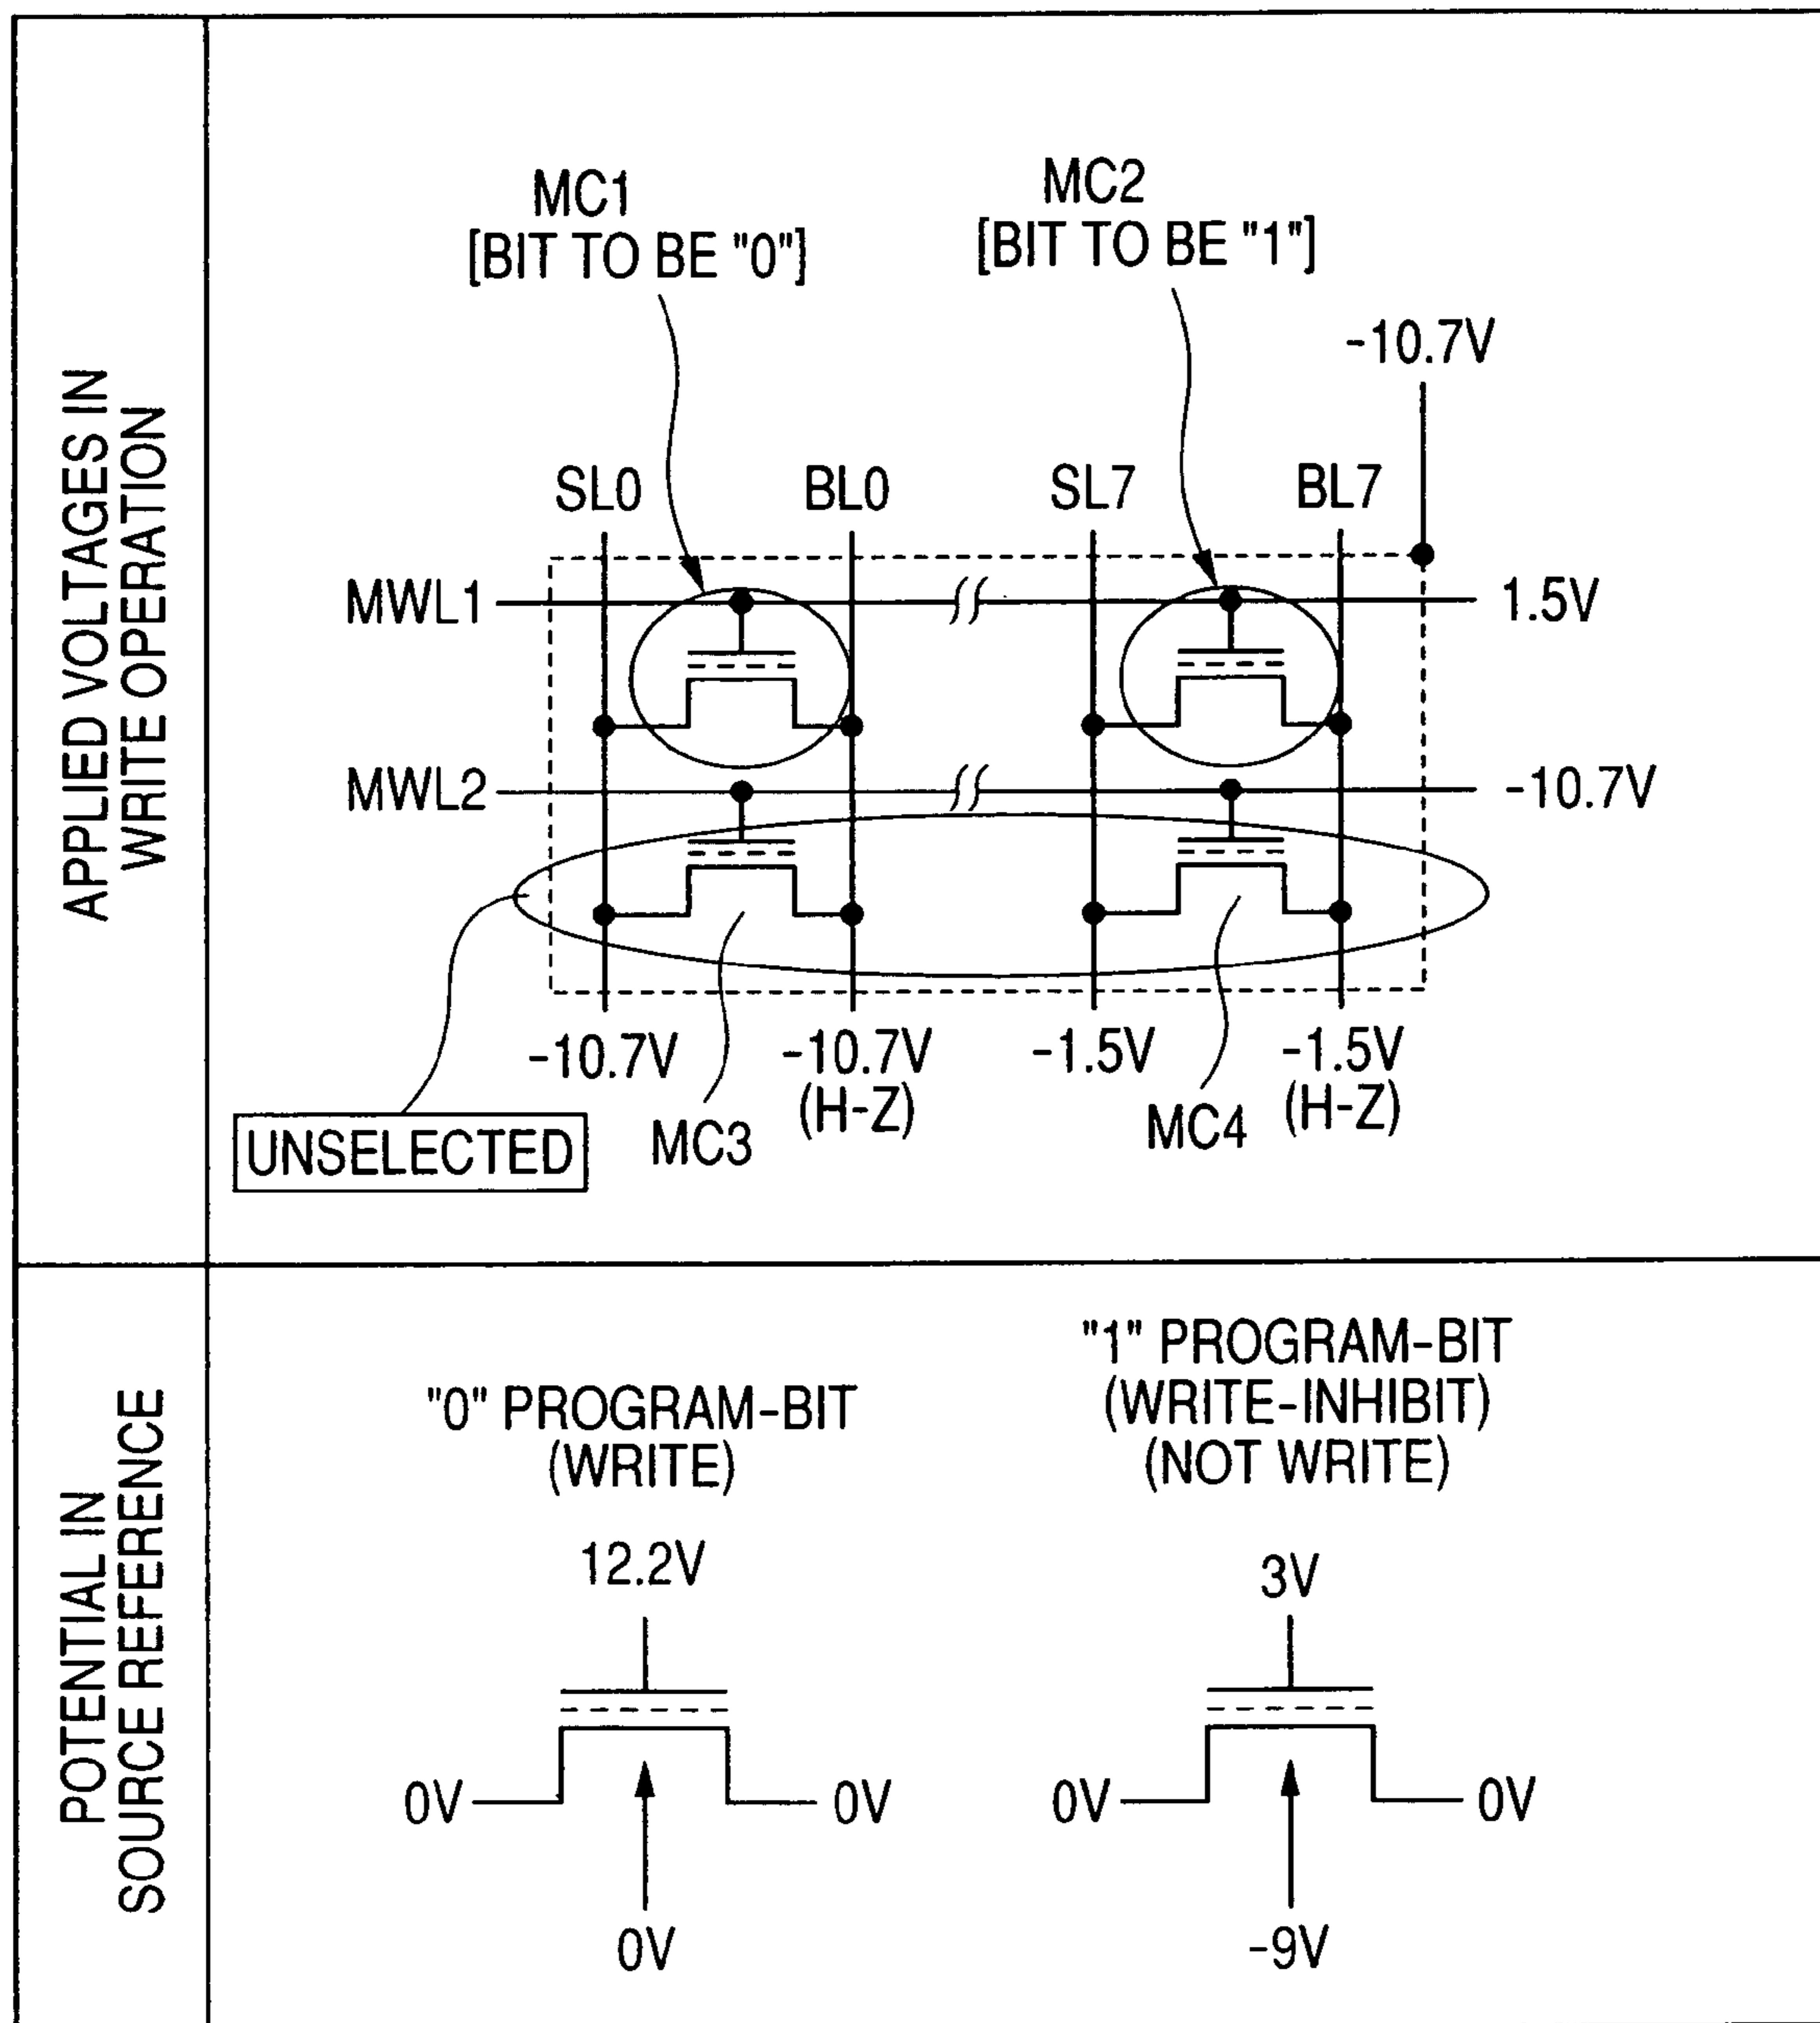 APPLIED VOLTAGES IN
WRITE OPERATION
MC1
[BIT TO BE "0"]
MC2
[BIT TO BE "1"]
-10.7V
SL0
BL0
SL7
BL7
MWL1
1.5V
MWL2
-10.7V
-10.7V
-10.7V
(H-Z)
-1.5V
-1.5V
(H-Z)
UNSELECTED
MC3
MC4
POTENTIAL IN
SOURCE REFERENCE
"0" PROGRAM-BIT
(WRITE)
12.2V
0V
0V
0V
"1" PROGRAM-BIT
(WRITE-INHIBIT)
(NOT WRITE)
3V
0V
0V
-9V